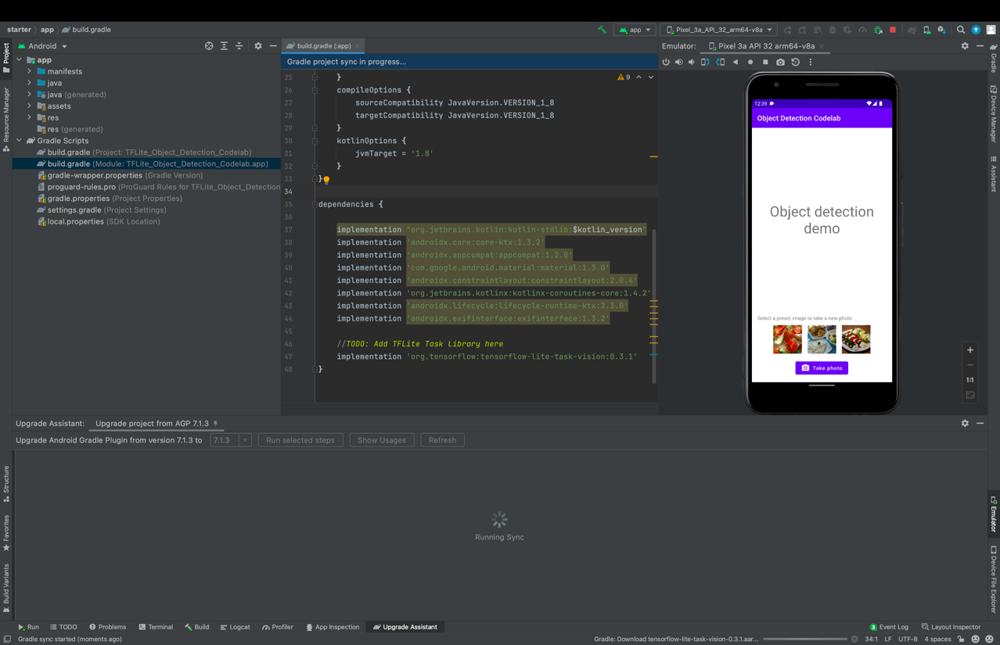 starter app build.gradle
app Pixel_3a_API_32_arm64-v8a
Android
build.gradle (:app)
Emulator: Pixel 3a API 32 arm64-v8a
Project
Resource Manager
Structure
Favorites
Build Variants
app
manifests
java
java (generated)
assets
res
res (generated)
Gradle Scripts
build.gradle (Project: TFLite_Object_Detection_Codelab)
build.gradle (Module: TFLite_Object_Detection_Codelab.app)
gradle-wrapper.properties (Gradle Version)
proguard-rules.pro (ProGuard Rules for TFLite_Object_Detection
gradle.properties (Project Properties)
settings.gradle (Project Settings)
local.properties (SDK Location)
Gradle project sync in progress...
9
25 }
26 compileOptions {
27 sourceCompatibility JavaVersion.VERSION_1_8
28 targetCompatibility JavaVersion.VERSION_1_8
29 }
30 kotlinOptions {
31 jvmTarget = '1.8'
32 }
33 }
34
35 dependencies {
36
37 implementation "org.jetbrains.kotlin:kotlin-stdlib:$kotlin_version"
38 implementation 'androidx.core:core-ktx:1.3.2'
39 implementation 'androidx.appcompat:appcompat:1.2.0'
40 implementation 'com.google.android.material:material:1.3.0'
41 implementation 'androidx.constraintlayout:constraintlayout:2.0.4'
42 implementation 'org.jetbrains.kotlinx:kotlinx-coroutines-core:1.4.2'
43 implementation 'androidx.lifecycle:lifecycle-runtime-ktx:2.3.0'
44 implementation 'androidx.exifinterface:exifinterface:1.3.2'
45
46 //TODO: Add TFLite Task Library here
47 implementation 'org.tensorflow:tensorflow-lite-task-vision:0.3.1'
48 }
12:39
Object Detection Codelab
Object detection
demo
Select a preset image or take a new photo
Take photo
1:1
Gradle
Device Manager
Assistant
Emulator
Device File Explorer
Upgrade Assistant: Upgrade project from AGP 7.1.3
Upgrade Android Gradle Plugin from version 7.1.3 to 7.1.3 Run selected steps Show Usages Refresh
Running Sync
Run TODO Problems Terminal Build Logcat Profiler App Inspection Upgrade Assistant 3 Event Log Layout Inspector
Gradle sync started (moments ago) Gradle: Download tensorflow-lite-task-vision-0.3.1.aar... 34:1 LF UTF-8 4 spaces